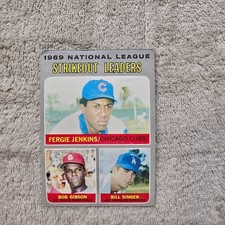 1969 NATIONAL LEAGUE
STRIKEOUT LEADERS
C
FERGIE JENKINS/CHICAGO CUBS
BOB GIBSON
BILL SINGER